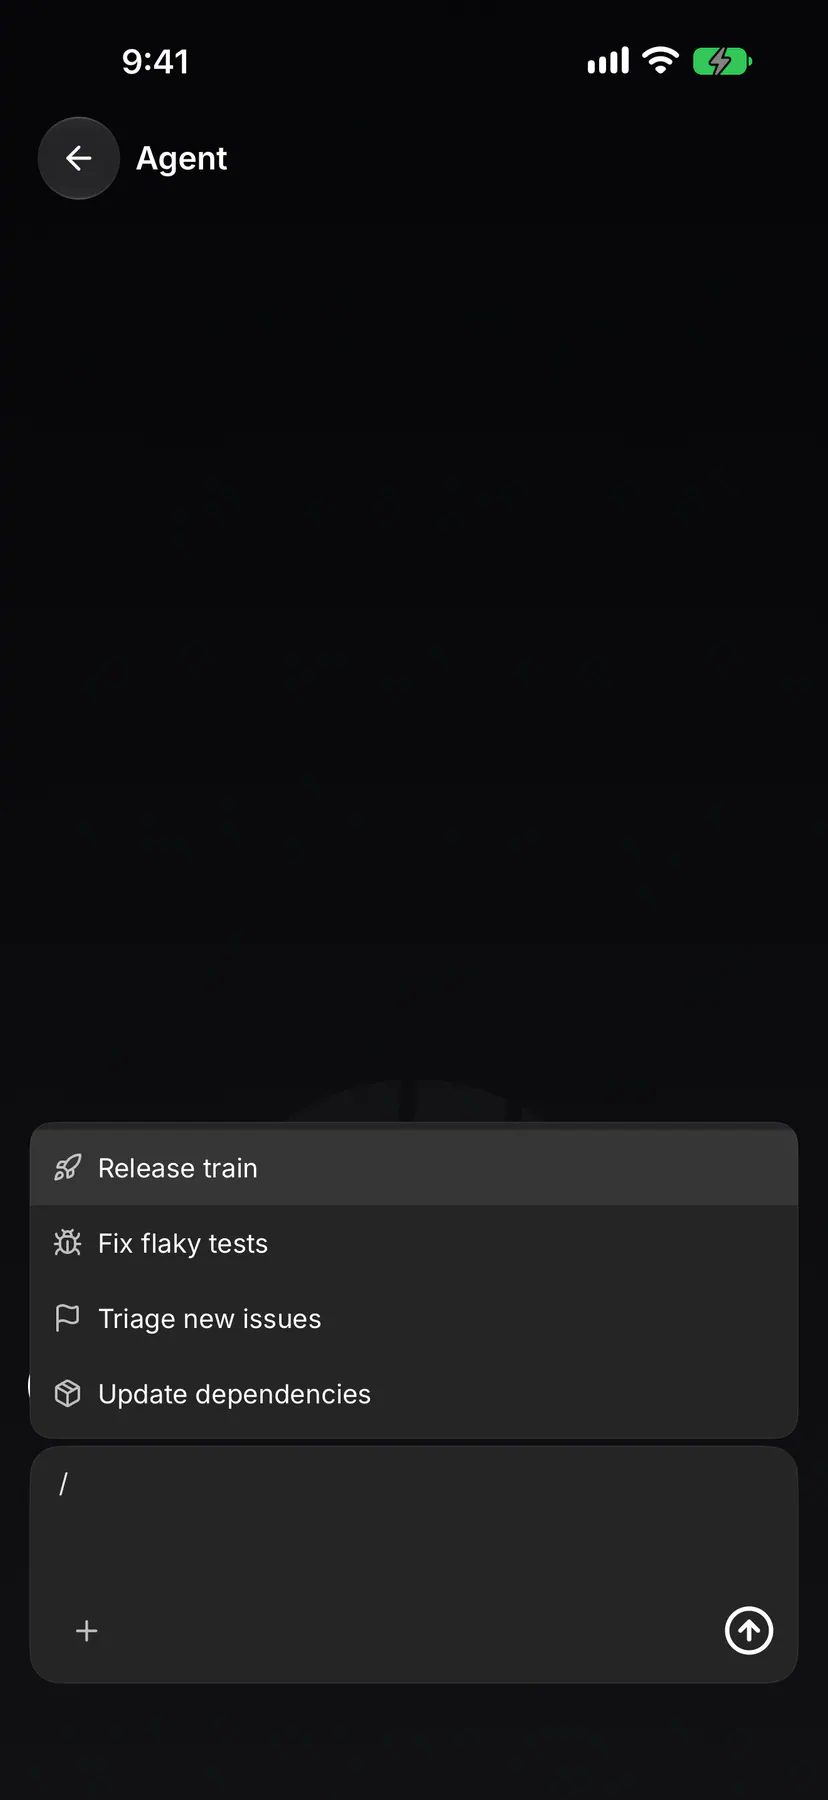 9:41
Agent
Release train
Fix flaky tests
Triage new issues
Update dependencies
/